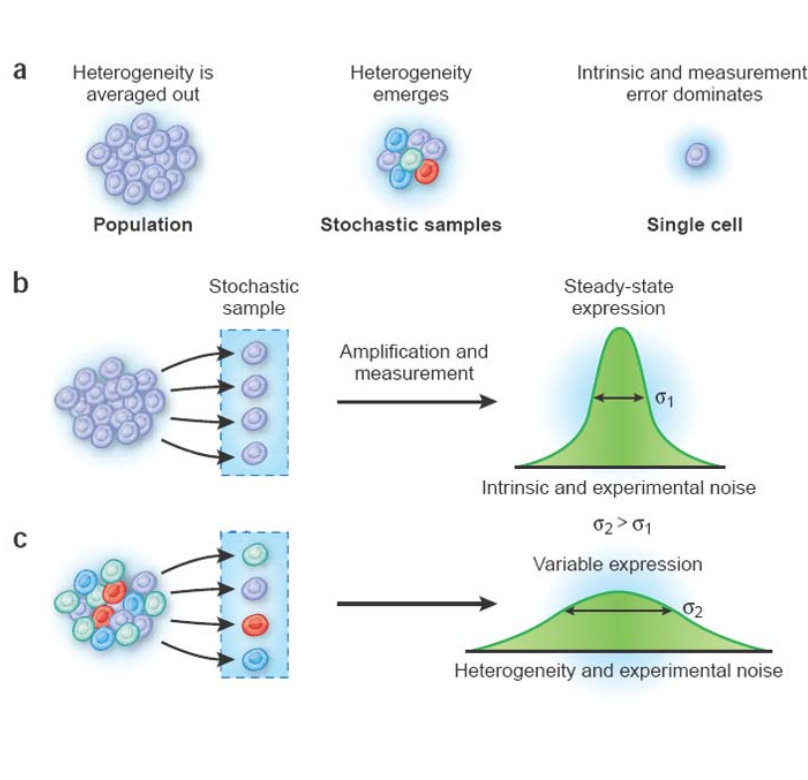 a
Heterogeneity is
averaged out
Population
Heterogeneity
emerges
Stochastic samples
Intrinsic and measurement
error dominates
Single cell
b
Stochastic
sample
Amplification and
measurement
Steady-state
expression
σ1
Intrinsic and experimental noise
σ2 > σ1
c
Variable expression
σ2
Heterogeneity and experimental noise